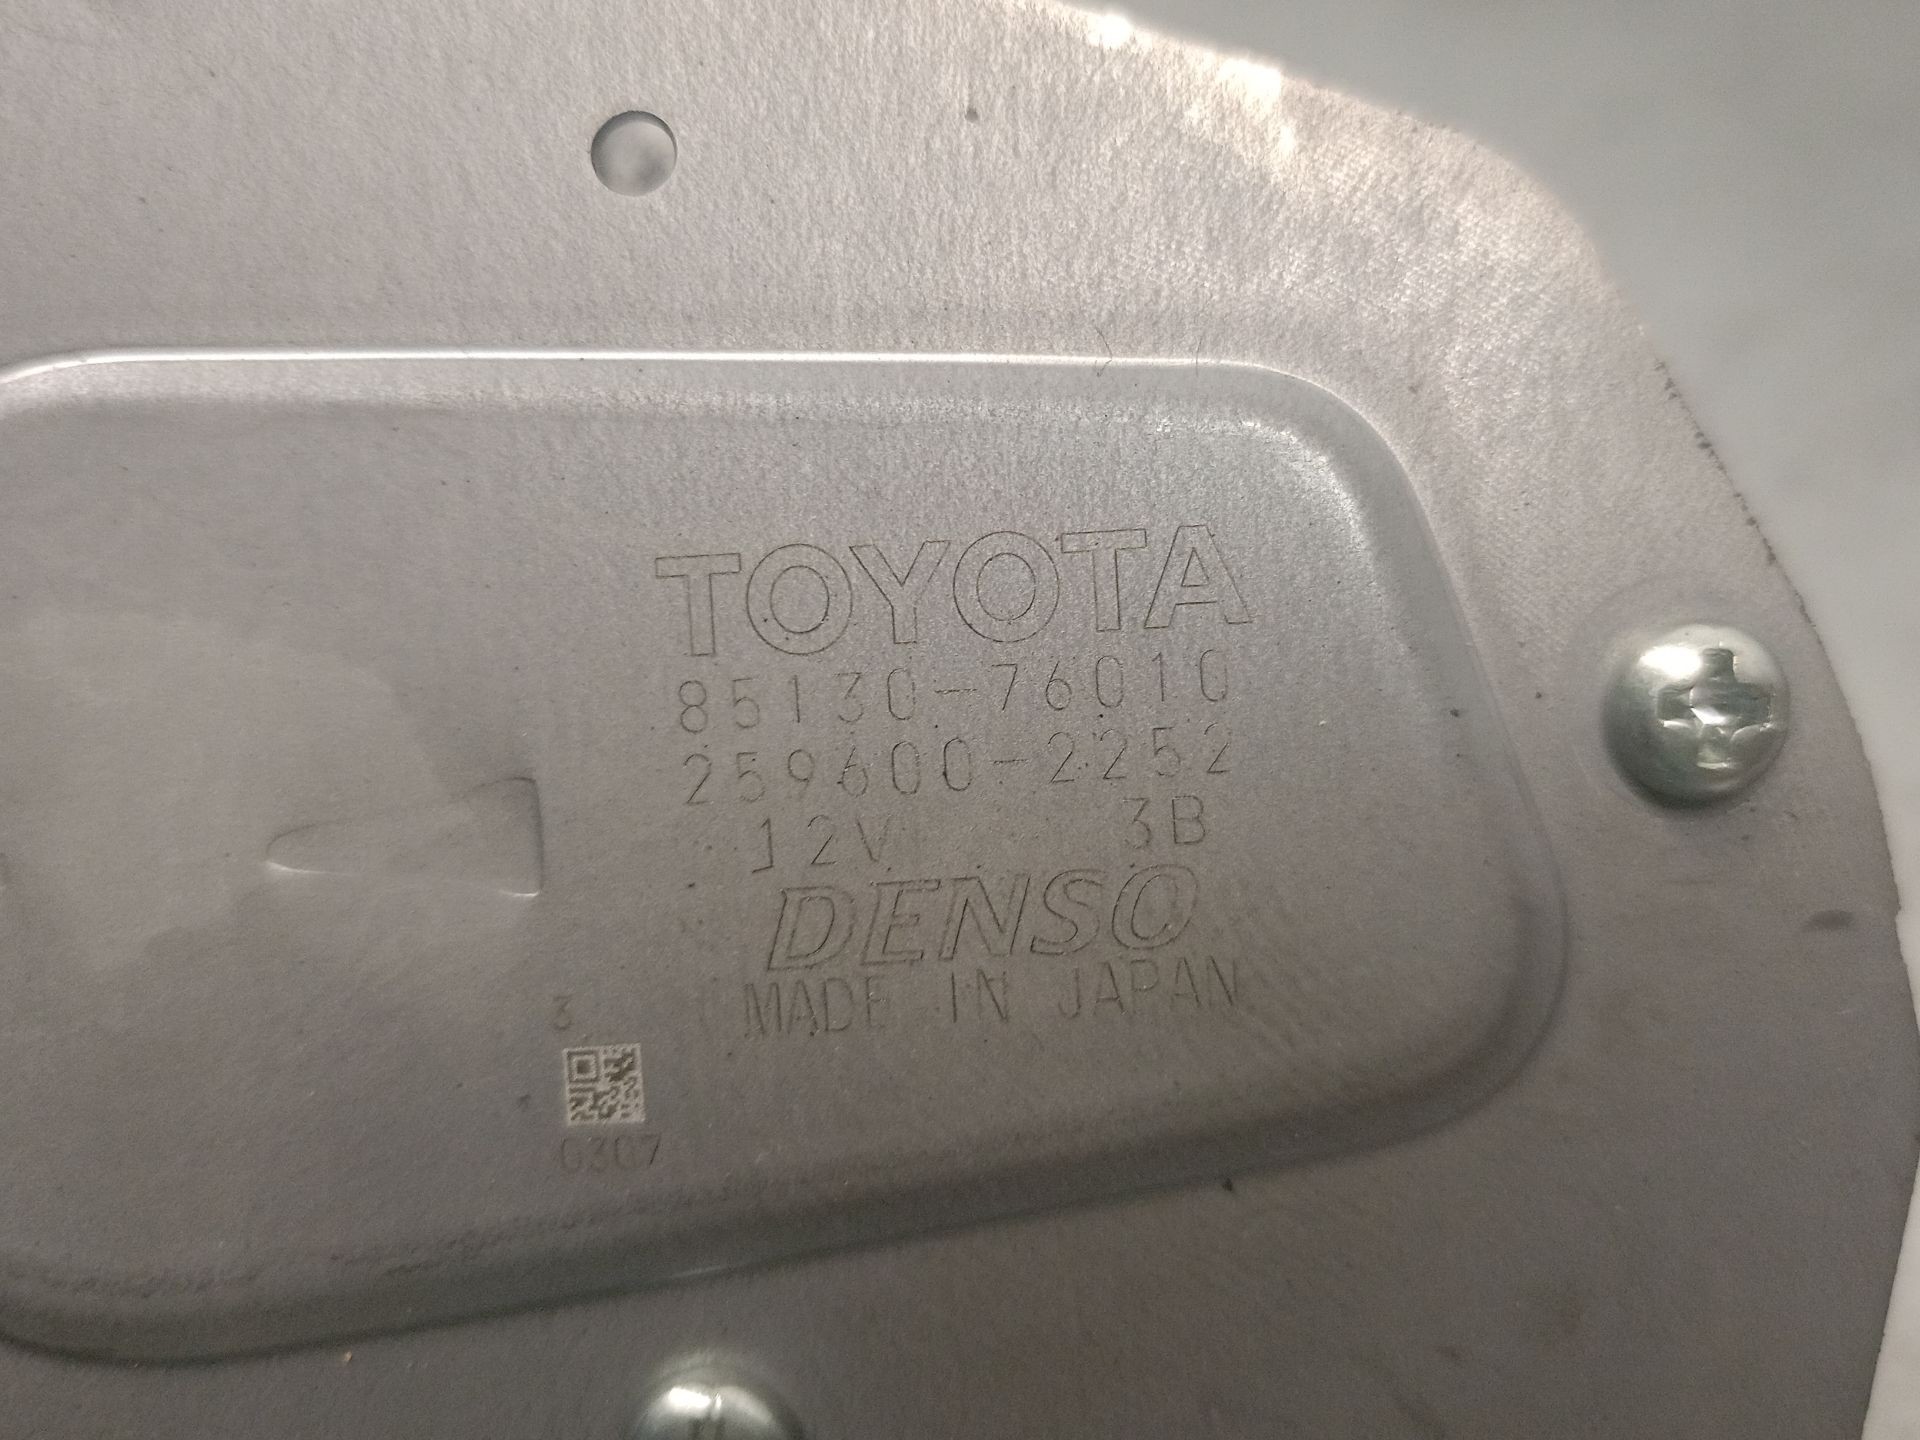 TOYOTA
85130-76010
259600-2252
12V 3B
DENSO
MADE IN JAPAN
3
0307